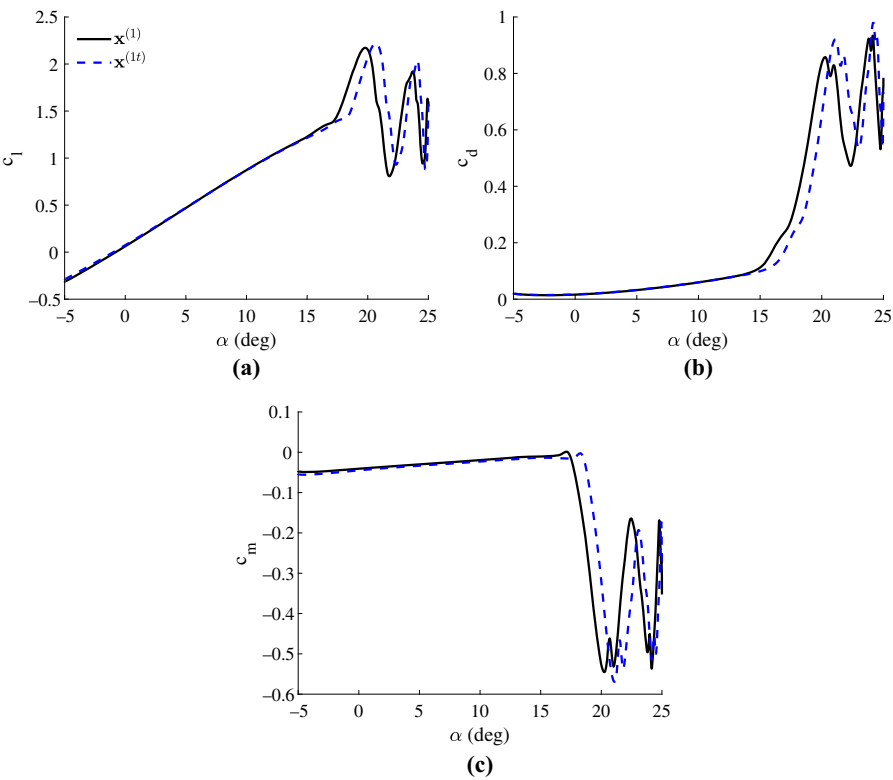 2.5
2
1.5
1
0.5
0
–0.5
c_l
x^(1)
x^(1t)
–5 0 5 10 15 20 25
α (deg)
(a)
1
0.8
0.6
0.4
0.2
0
c_d
–5 0 5 10 15 20 25
α (deg)
(b)
0.1
0
–0.1
–0.2
–0.3
–0.4
–0.5
–0.6
c_m
–5 0 5 10 15 20 25
α (deg)
(c)